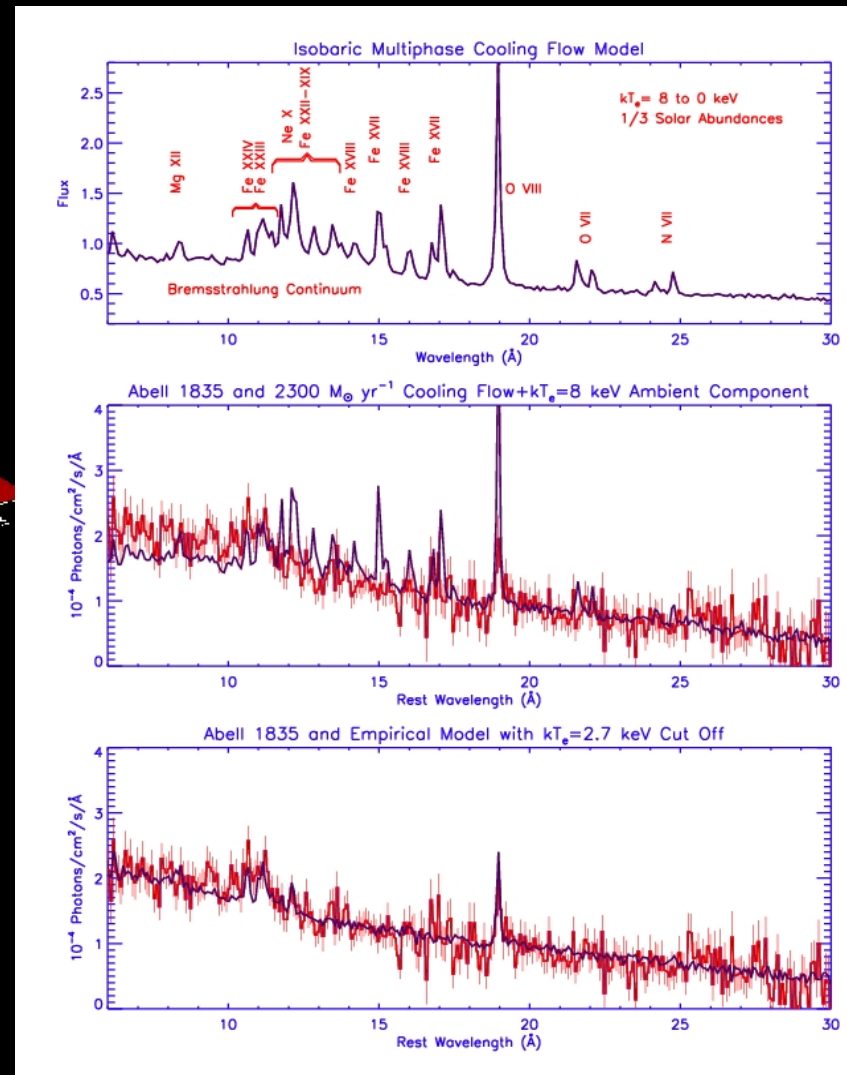 Isobaric Multiphase Cooling Flow Model
kTe= 8 to 0 keV
1/3 Solar Abundances
Mg XII
Fe XXIV
Fe XXIII
Ne X
Fe XXII-XIX
Fe XVIII
Fe XVII
Fe XVIII
Fe XVII
O VIII
O VII
N VII
Bremsstrahlung Continuum
Flux
2.5
2.0
1.5
1.0
0.5
10 15 20 25 30
Wavelength (Å)
Abell 1835 and 2300 M☉ yr⁻¹ Cooling Flow+kTe=8 keV Ambient Component
10⁻⁴ Photons/cm²/s/Å
4
3
2
1
0
10 15 20 25 30
Rest Wavelength (Å)
Abell 1835 and Empirical Model with kTe=2.7 keV Cut Off
10⁻⁴ Photons/cm²/s/Å
4
3
2
1
0
10 15 20 25 30
Rest Wavelength (Å)